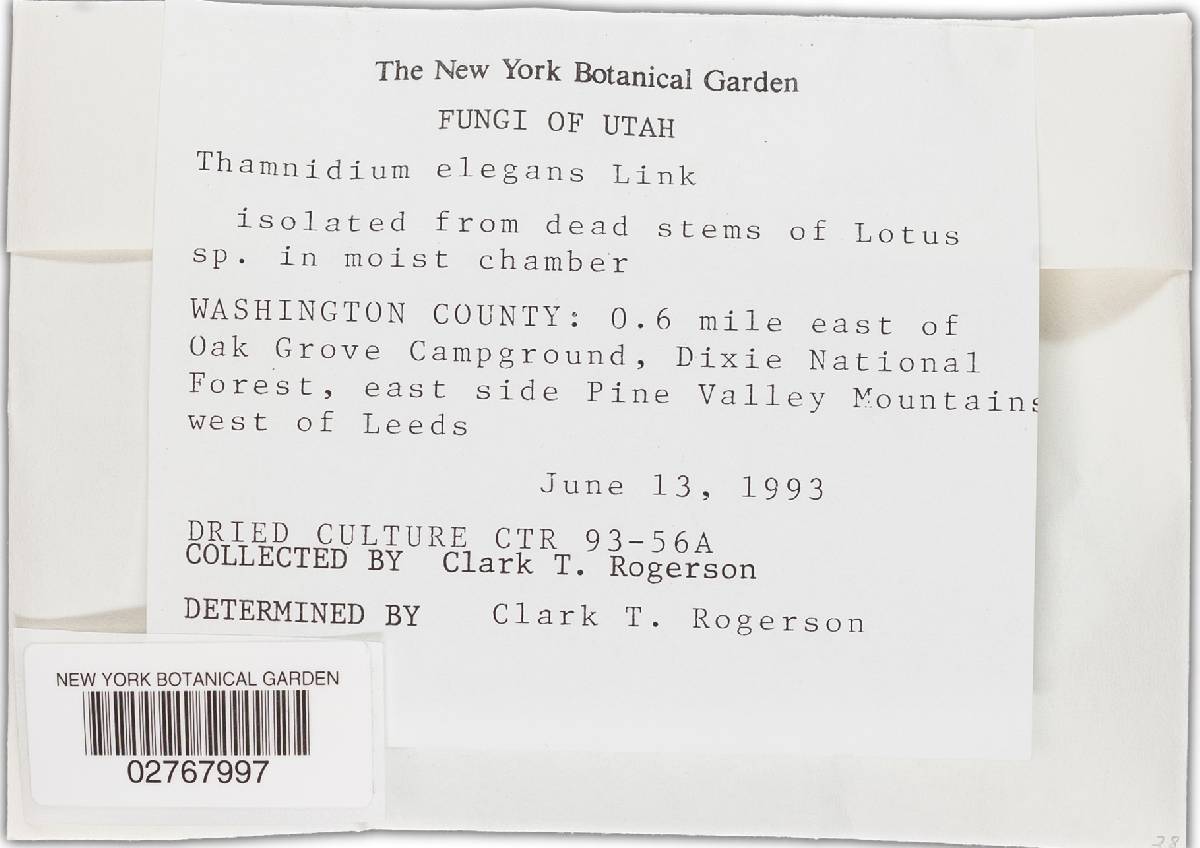 The New York Botanical Garden
FUNGI OF UTAH
Thamnidium elegans Link
isolated from dead stems of Lotus
sp. in moist chamber
WASHINGTON COUNTY: 0.6 mile east of
Oak Grove Campground, Dixie National
Forest, east side Pine Valley Mountains
west of Leeds
June 13, 1993
DRIED CULTURE CTR 93-56A
COLLECTED BY Clark T. Rogerson
DETERMINED BY Clark T. Rogerson
NEW YORK BOTANICAL GARDEN
02767997